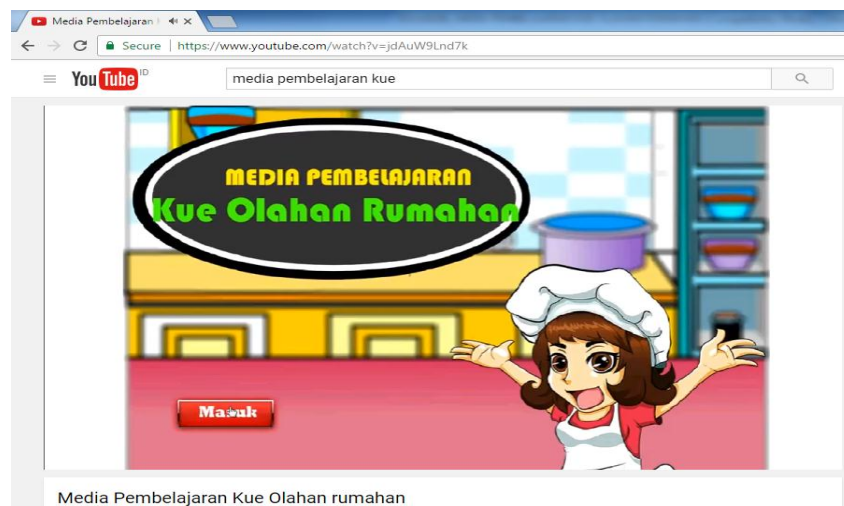 Media Pembelajaran
Secure | https://www.youtube.com/watch?v=jdAuW9Lnd7k
YouTube ID
media pembelajaran kue
MEDIA PEMBELAJARAN
Kue Olahan Rumahan
Masuk
Media Pembelajaran Kue Olahan rumahan